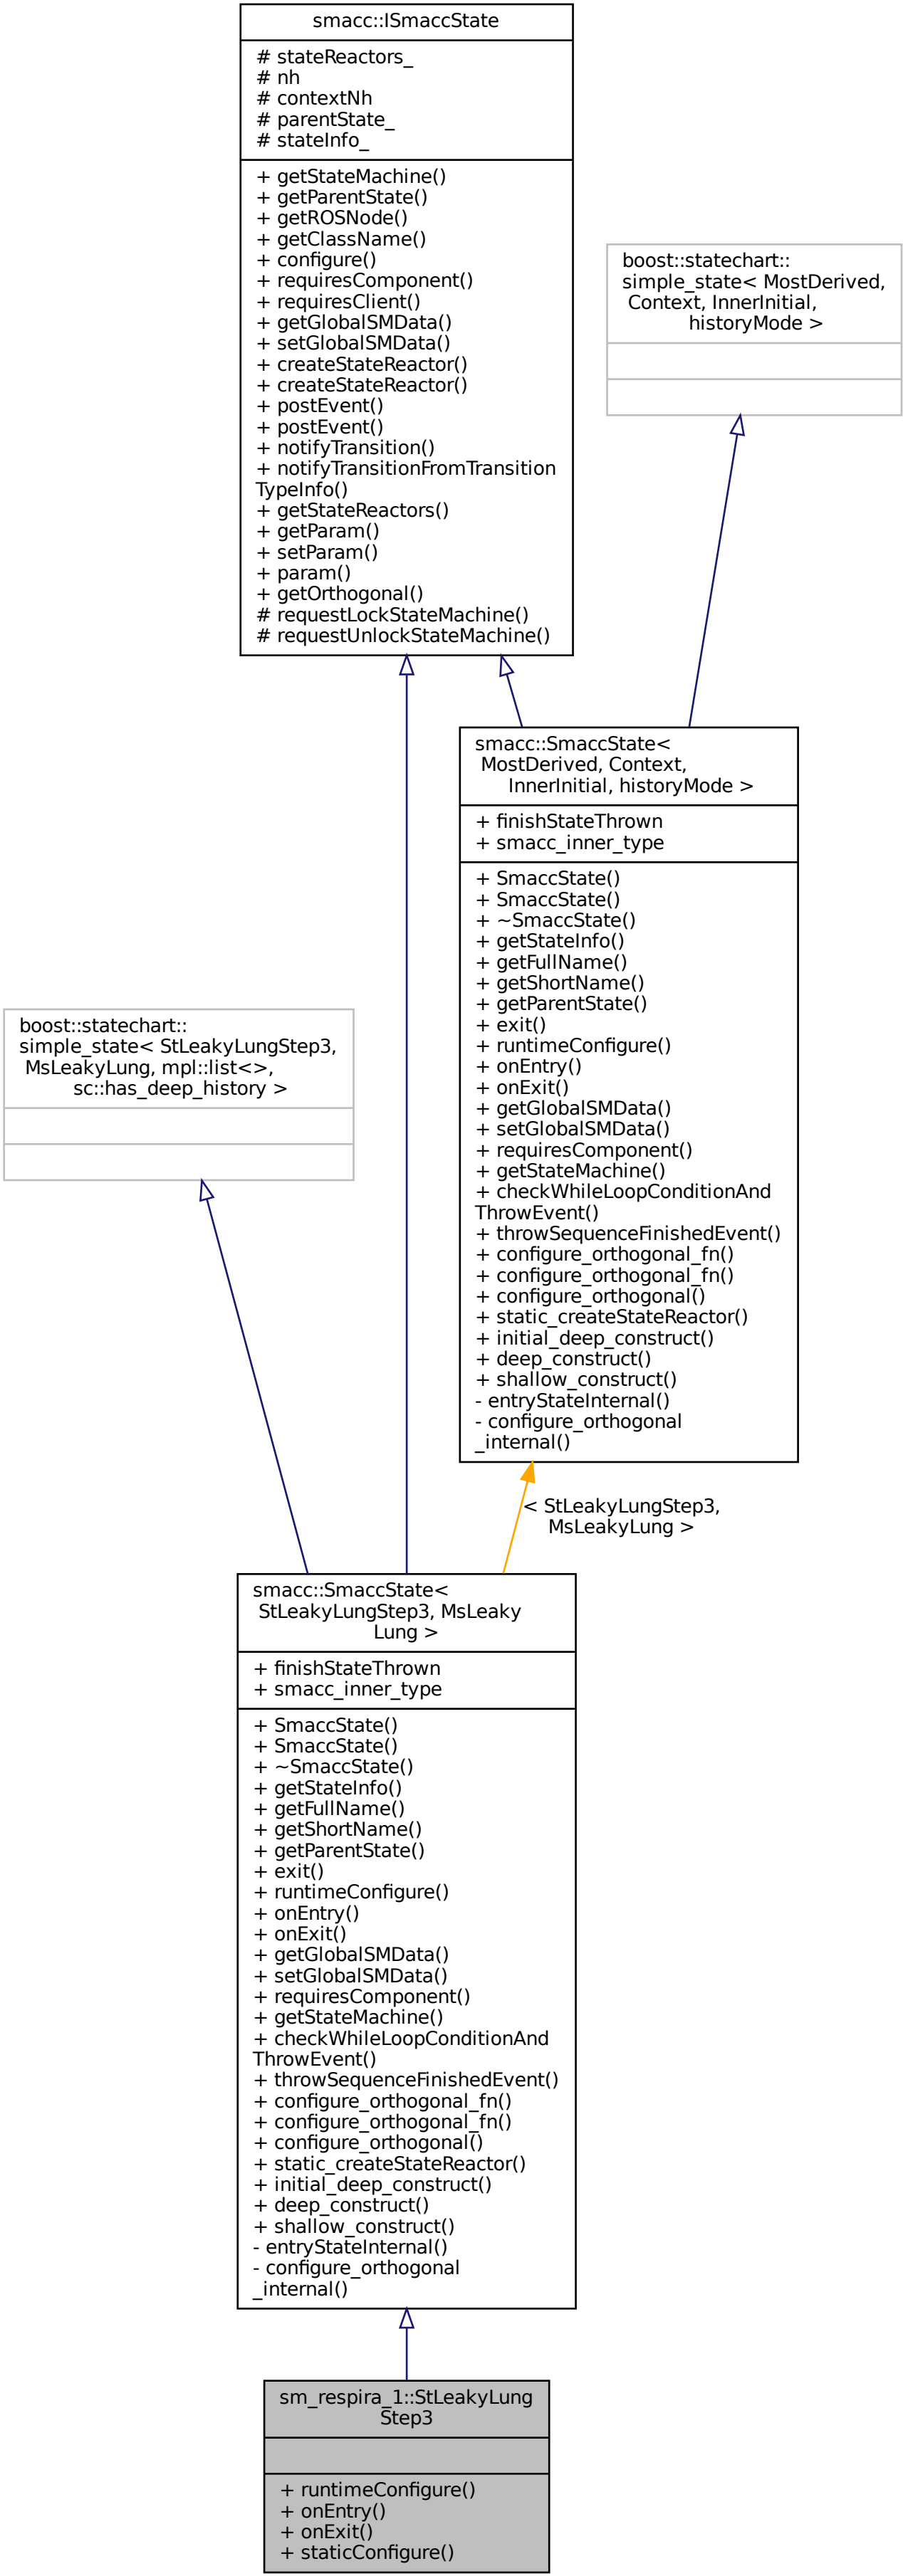 smacc::ISmaccState
# stateReactors_
# nh
# contextNh
# parentState_
# stateInfo_
+ getStateMachine()
+ getParentState()
+ getROSNode()
+ getClassName()
+ configure()
+ requiresComponent()
+ requiresClient()
+ getGlobalSMData()
+ setGlobalSMData()
+ createStateReactor()
+ createStateReactor()
+ postEvent()
+ postEvent()
+ notifyTransition()
+ notifyTransitionFromTransition
TypeInfo()
+ getStateReactors()
+ getParam()
+ setParam()
+ param()
+ getOrthogonal()
# requestLockStateMachine()
# requestUnlockStateMachine()
boost::statechart::
simple_state< MostDerived,
Context, InnerInitial,
historyMode >
smacc::SmaccState<
MostDerived, Context,
InnerInitial, historyMode >
+ finishStateThrown
+ smacc_inner_type
+ SmaccState()
+ SmaccState()
+ ~SmaccState()
+ getStateInfo()
+ getFullName()
+ getShortName()
+ getParentState()
+ exit()
+ runtimeConfigure()
+ onEntry()
+ onExit()
+ getGlobalSMData()
+ setGlobalSMData()
+ requiresComponent()
+ getStateMachine()
+ checkWhileLoopConditionAnd
ThrowEvent()
+ throwSequenceFinishedEvent()
+ configure_orthogonal_fn()
+ configure_orthogonal_fn()
+ configure_orthogonal()
+ static_createStateReactor()
+ initial_deep_construct()
+ deep_construct()
+ shallow_construct()
- entryStateInternal()
- configure_orthogonal
_internal()
boost::statechart::
simple_state< StLeakyLungStep3,
MsLeakyLung, mpl::list<>,
sc::has_deep_history >
< StLeakyLungStep3,
MsLeakyLung >
smacc::SmaccState<
StLeakyLungStep3, MsLeaky
Lung >
+ finishStateThrown
+ smacc_inner_type
+ SmaccState()
+ SmaccState()
+ ~SmaccState()
+ getStateInfo()
+ getFullName()
+ getShortName()
+ getParentState()
+ exit()
+ runtimeConfigure()
+ onEntry()
+ onExit()
+ getGlobalSMData()
+ setGlobalSMData()
+ requiresComponent()
+ getStateMachine()
+ checkWhileLoopConditionAnd
ThrowEvent()
+ throwSequenceFinishedEvent()
+ configure_orthogonal_fn()
+ configure_orthogonal_fn()
+ configure_orthogonal()
+ static_createStateReactor()
+ initial_deep_construct()
+ deep_construct()
+ shallow_construct()
- entryStateInternal()
- configure_orthogonal
_internal()
sm_respira_1::StLeakyLung
Step3
+ runtimeConfigure()
+ onEntry()
+ onExit()
+ staticConfigure()